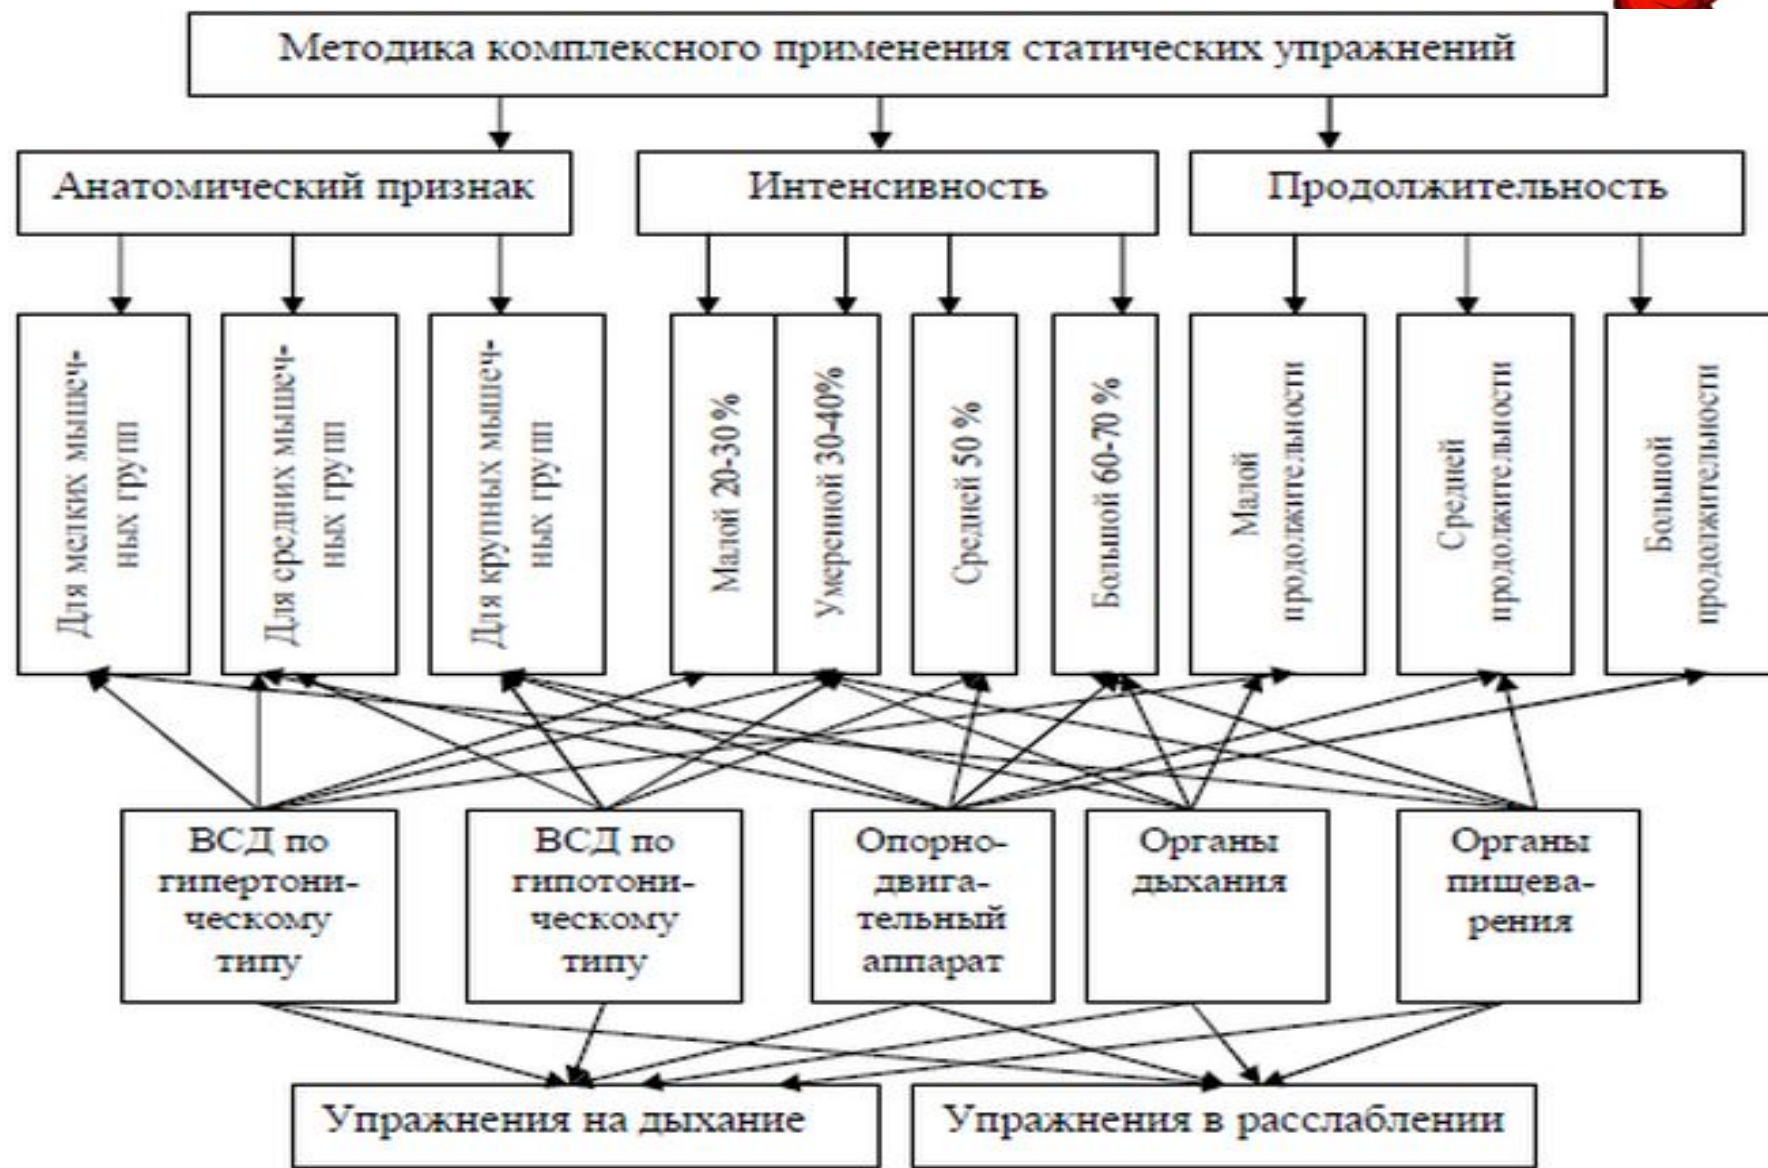 Методика комплексного применения статических упражнений
Анатомический признак
Интенсивность
Продолжительность
Для мелких мышеч-
ных групп
Для средних мышеч-
ных групп
Для крупных мышеч-
ных групп
Малой 20-30 %
Умеренной 30-40%
Средней 50 %
Большой 60-70 %
Малой
продолжительности
Средней
продолжительности
Большой
продолжительности
ВСД по
гипертони-
ческому
типу
ВСД по
гипотони-
ческому
типу
Опорно-
двига-
тельный
аппарат
Органы
дыхания
Органы
пищева-
рения
Упражнения на дыхание
Упражнения в расслаблении